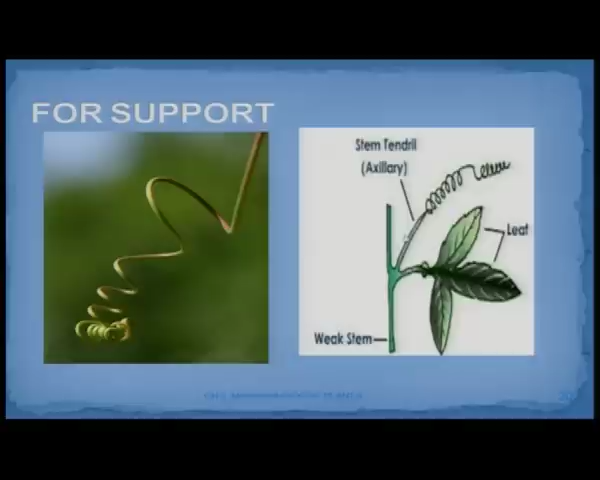 FOR SUPPORT
Stem Tendril
(Axillary)
Leaf
Weak Stem